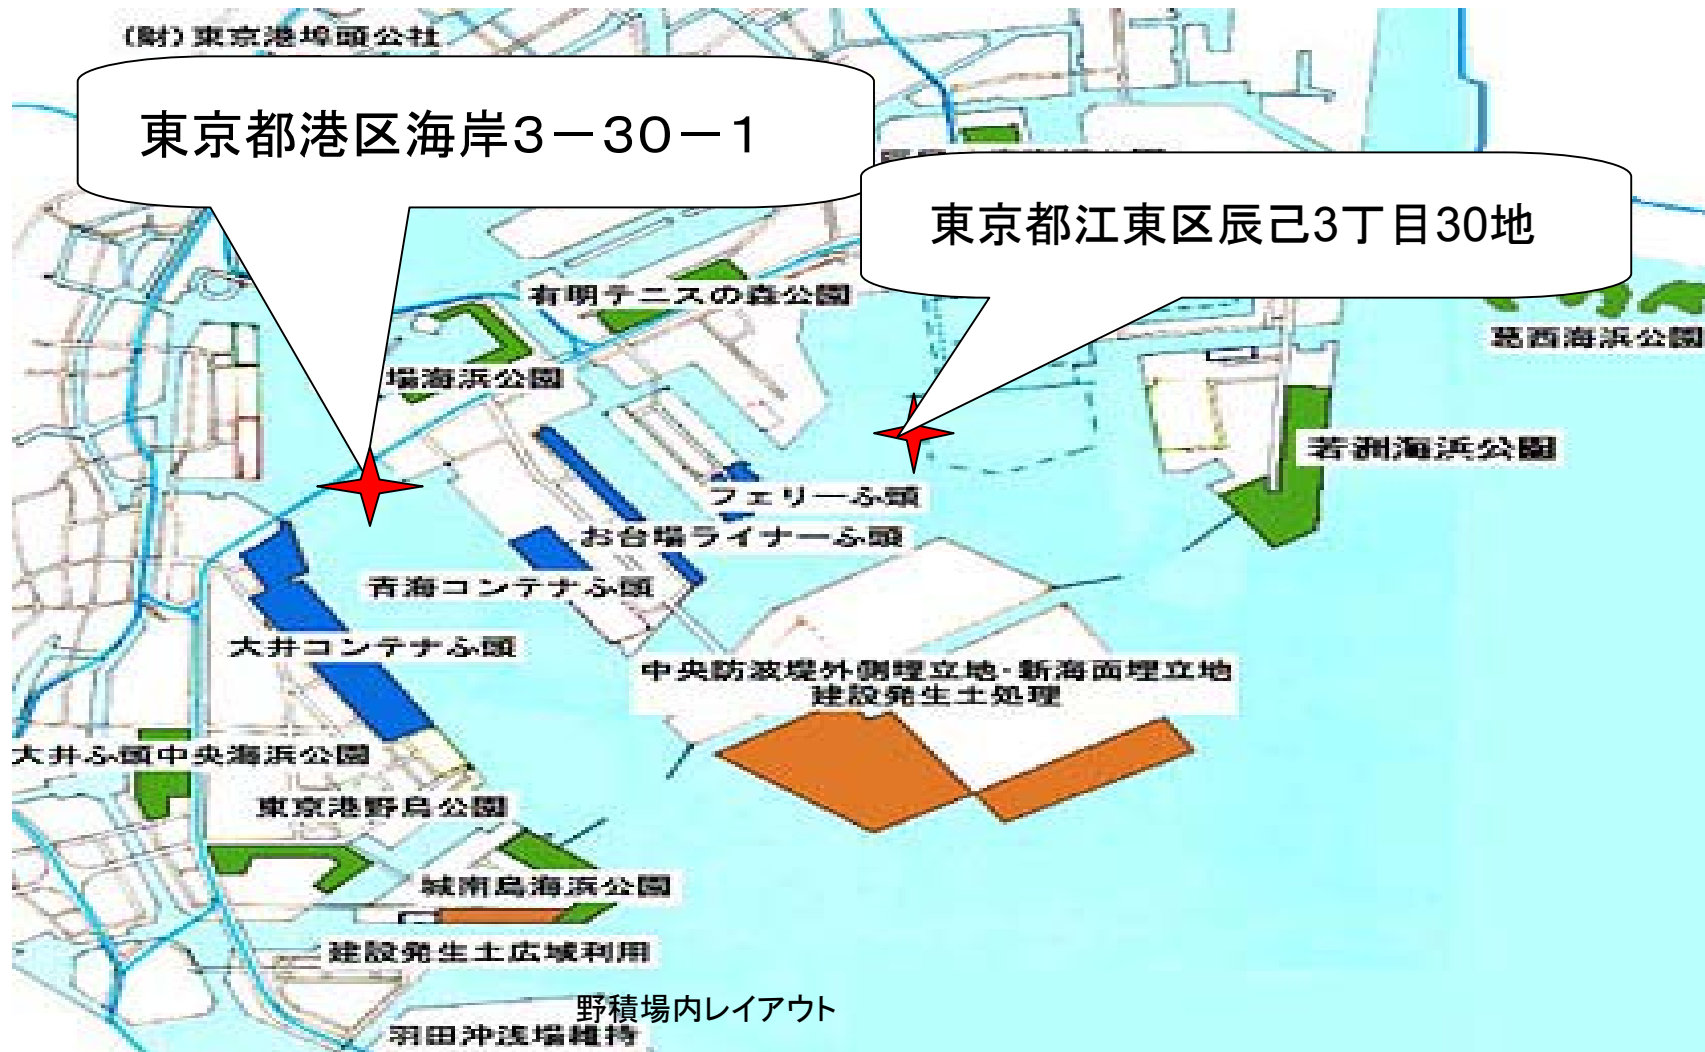 (財)東京港埠頭公社
東京都港区海岸3-30-1
東京都江東区辰己3丁目30地
有明テニスの森公園
葛西海浜公園
場海浜公園
若洲海浜公園
フェリーふ頭
お台場ライナーふ頭
青海コンテナふ頭
大井コンテナふ頭
中央防波堤外側埋立地・新海面埋立地
建設発生土処理
大井ふ頭中央海浜公園
東京港野鳥公園
城南島海浜公園
建設発生土広域利用
野積場内レイアウト
羽田沖浅場維持